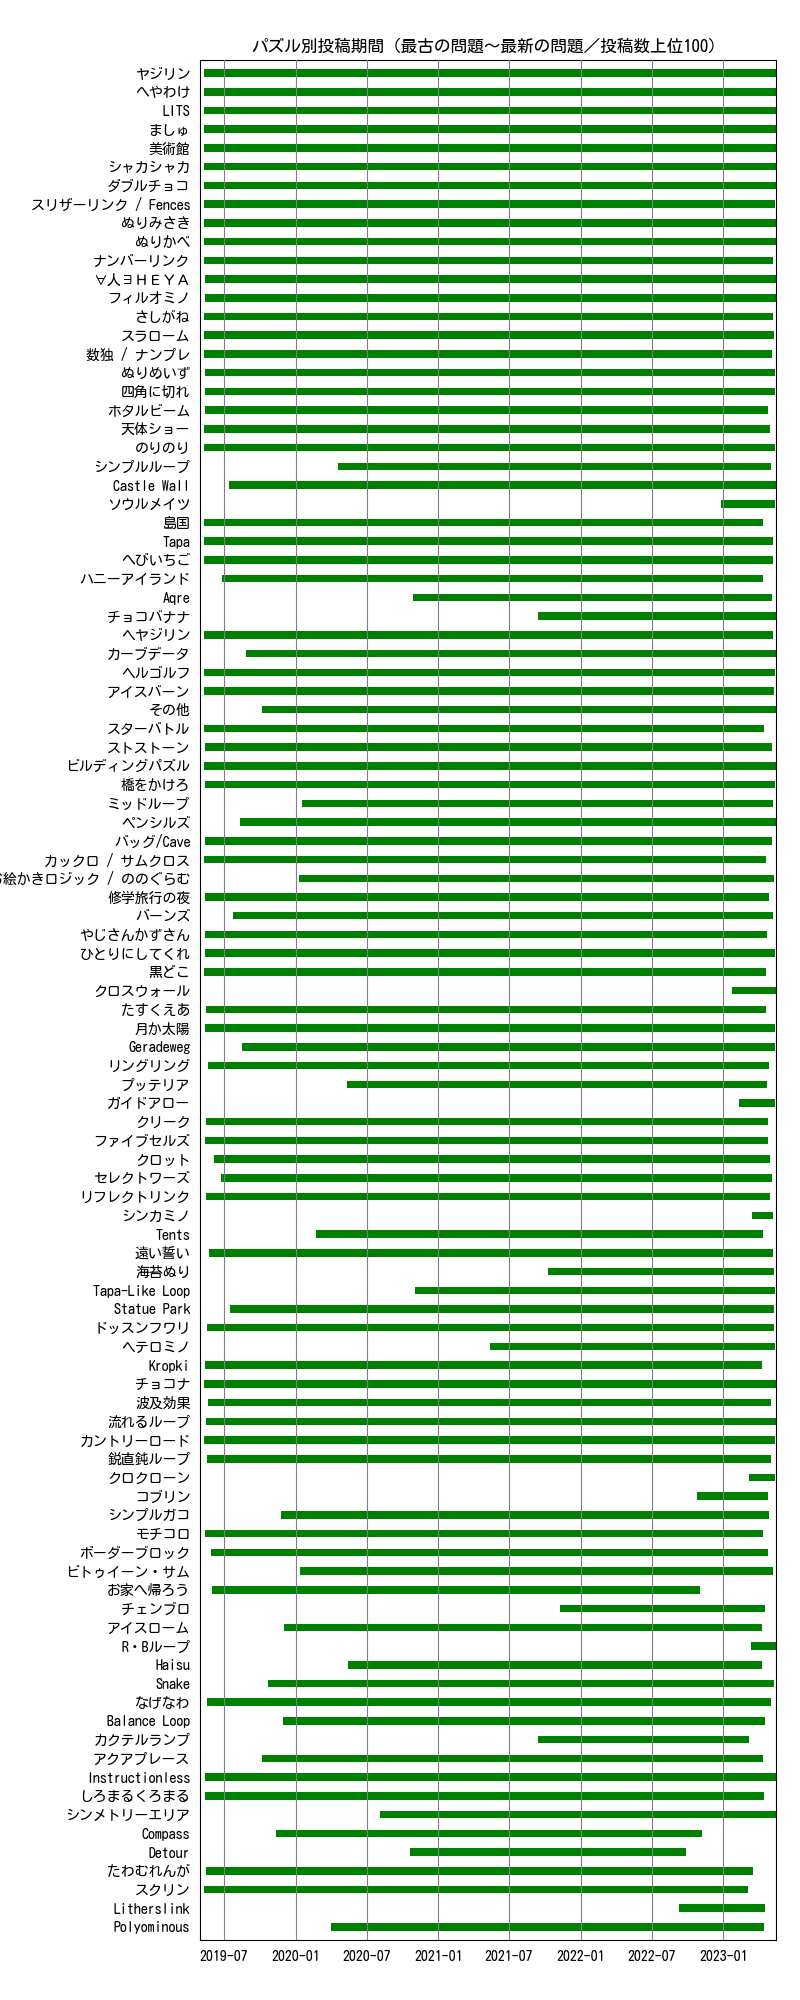 パズル別投稿期間（最古の問題～最新の問題／投稿数上位100）
ヤジリン
へやわけ
LITS
ましゅ
美術館
シャカシャカ
ダブルチョコ
スリザーリンク / Fences
ぬりみさき
ぬりかべ
ナンバーリンク
∀人∃ＨＥＹＡ
フィルオミノ
さしがね
スラローム
数独 / ナンプレ
ぬりめいず
四角に切れ
ホタルビーム
天体ショー
のりのり
シンプルループ
Castle Wall
ソウルメイツ
島国
Tapa
へびいちご
ハニーアイランド
Aqre
チョコバナナ
ヘヤジリン
カーブデータ
ヘルゴルフ
アイスバーン
その他
スターバトル
ストストーン
ビルディングパズル
橋をかけろ
ミッドループ
ペンシルズ
バッグ/Cave
カックロ / サムクロス
絵かきロジック / ののぐらむ
修学旅行の夜
バーンズ
やじさんかずさん
ひとりにしてくれ
黒どこ
クロスウォール
たすくえあ
月か太陽
Geradeweg
リングリング
プッテリア
ガイドアロー
クリーク
ファイブセルズ
クロット
セレクトワーズ
リフレクトリンク
シンカミノ
Tents
遠い誓い
海苔ぬり
Tapa-Like Loop
Statue Park
ドッスンフワリ
ヘテロミノ
Kropki
チョコナ
波及効果
流れるループ
カントリーロード
鋭直鈍ループ
クロクローン
コブリン
シンプルガコ
モチコロ
ボーダーブロック
ビトゥイーン・サム
お家へ帰ろう
チェンブロ
アイスローム
R・Bループ
Haisu
Snake
なげなわ
Balance Loop
カクテルランプ
アクアプレース
Instructionless
しろまるくろまる
シンメトリーエリア
Compass
Detour
たわむれんが
スクリン
Litherslink
Polyominous
2019-07 2020-01 2020-07 2021-01 2021-07 2022-01 2022-07 2023-01